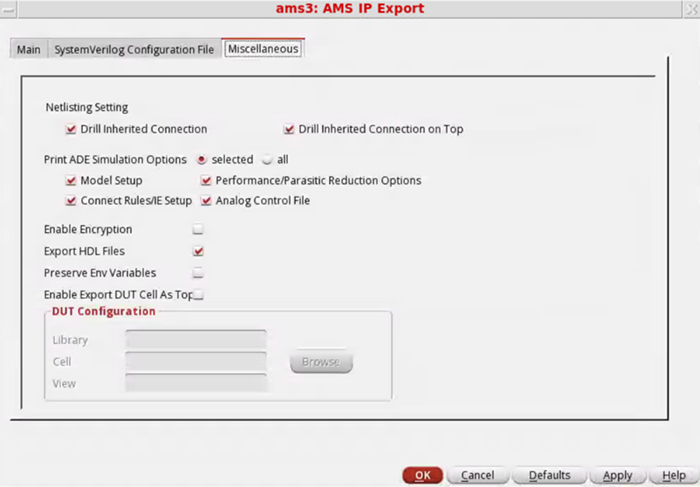 ams3: AMS IP Export
Main SystemVerilog Configuration File Miscellaneous
Netlisting Setting
Drill Inherited Connection Drill Inherited Connection on Top
Print ADE Simulation Options selected all
Model Setup Performance/Parasitic Reduction Options
Connect Rules/IE Setup Analog Control File
Enable Encryption
Export HDL Files
Preserve Env Variables
Enable Export DUT Cell As Top
DUT Configuration
Library
Cell Browse
View
OK Cancel Defaults Apply Help